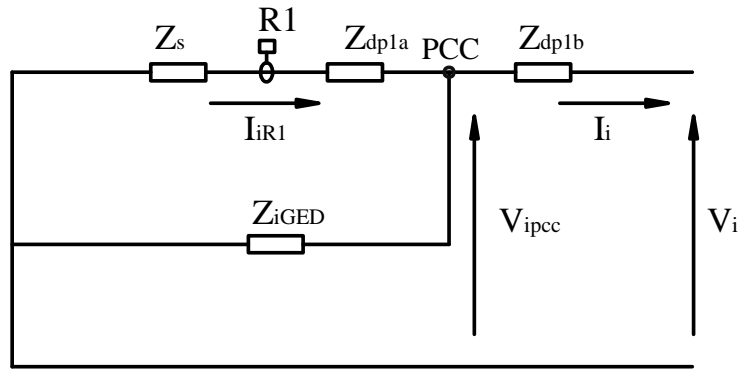 R1
Zs
Zdp1a
PCC
Zdp1b
IiR1
Ii
ZiGED
Vipcc
Vi